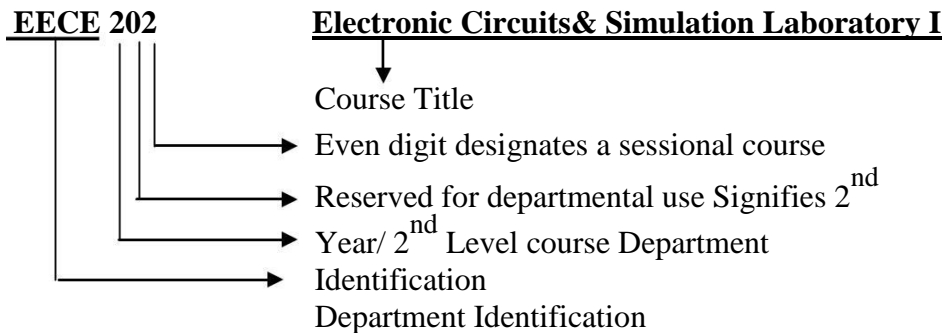 EECE 202 Electronic Circuits& Simulation Laboratory I
Course Title
Even digit designates a sessional course
Reserved for departmental use Signifies 2nd
Year/ 2nd Level course Department
Identification
Department Identification